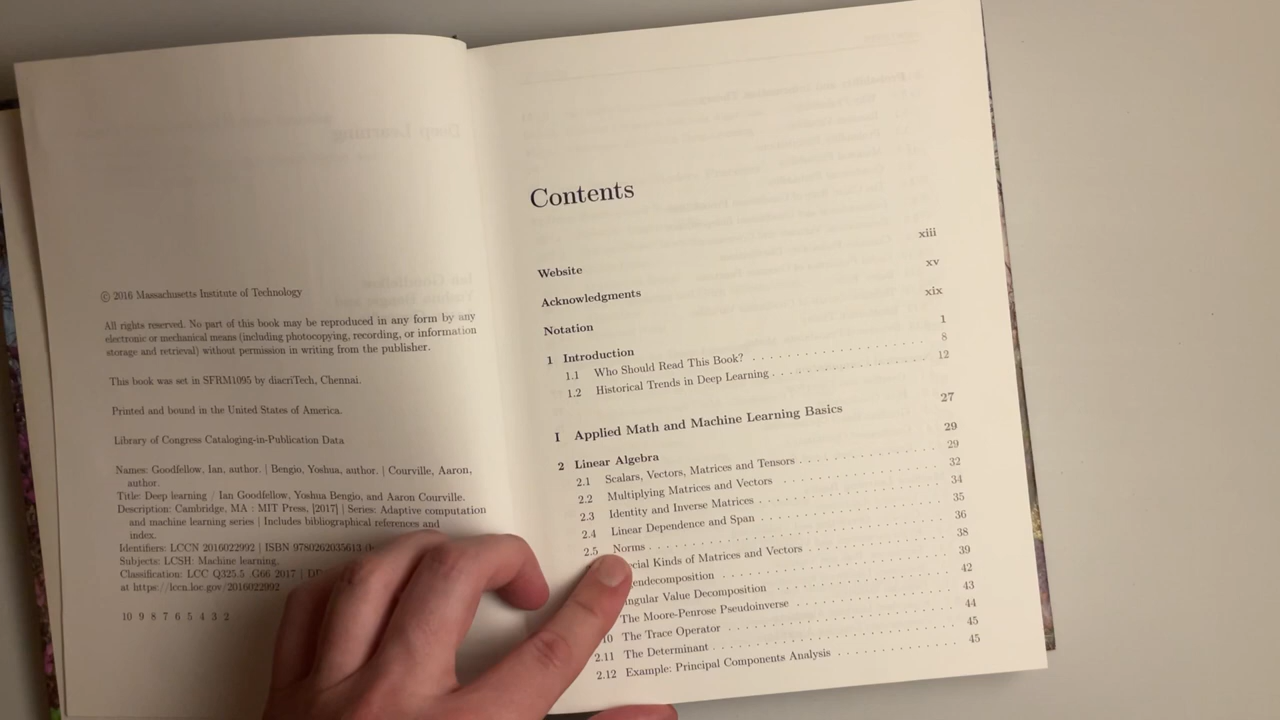 © 2016 Massachusetts Institute of Technology
All rights reserved. No part of this book may be reproduced in any form by any
electronic or mechanical means (including photocopying, recording, or information
storage and retrieval) without permission in writing from the publisher.
This book was set in SFRM1095 by diacriTech, Chennai.
Printed and bound in the United States of America.
Library of Congress Cataloging-in-Publication Data
Names: Goodfellow, Ian, author. | Bengio, Yoshua, author. | Courville, Aaron,
author.
Title: Deep learning / Ian Goodfellow, Yoshua Bengio, and Aaron Courville.
Description: Cambridge, MA : MIT Press, [2017] | Series: Adaptive computation
and machine learning series | Includes bibliographical references and
index.
Identifiers: LCCN 2016022992 | ISBN 9780262035613
Subjects: LCSH: Machine learning.
Classification: LCC Q325.5 .G66 2017 |
at https://lccn.loc.gov/2016022992
10 9 8 7 6 5 4 3 2
Contents
Website xiii
Acknowledgments xv
Notation xix
1 Introduction 1
1.1 Who Should Read This Book? 8
1.2 Historical Trends in Deep Learning 12
I Applied Math and Machine Learning Basics 27
2 Linear Algebra 29
2.1 Scalars, Vectors, Matrices and Tensors 29
2.2 Multiplying Matrices and Vectors 32
2.3 Identity and Inverse Matrices 34
2.4 Linear Dependence and Span 35
2.5 Norms 36
Kinds of Matrices and Vectors 38
39
Value Decomposition 42
The Moore-Penrose Pseudoinverse 43
10 The Trace Operator 44
2.11 The Determinant 45
2.12 Example: Principal Components Analysis 45